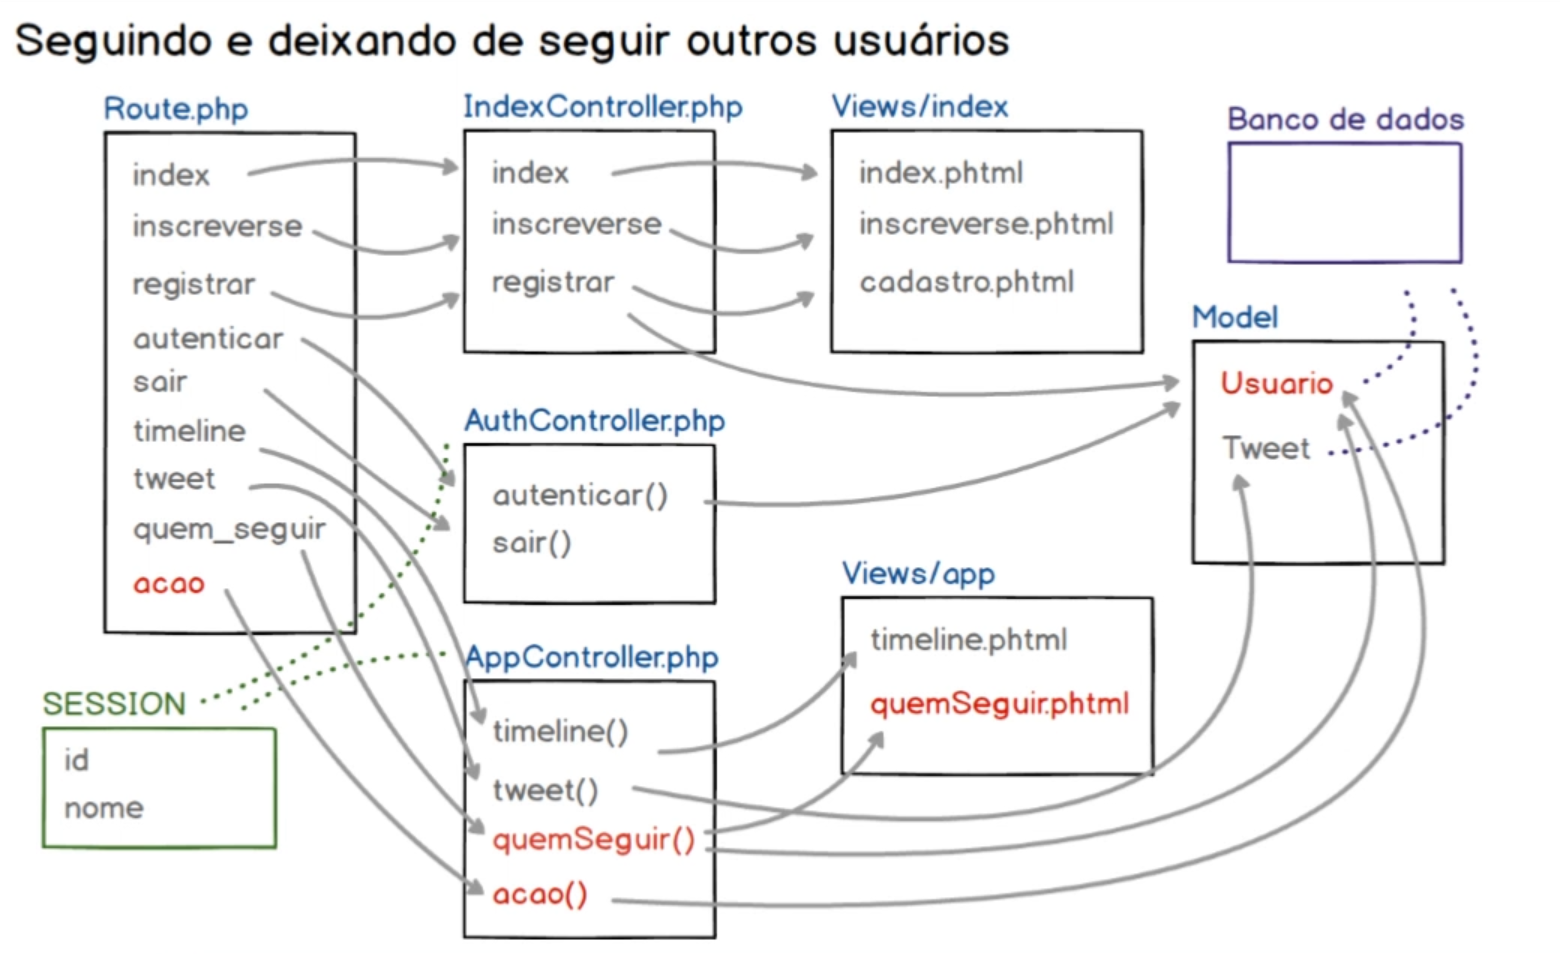 Seguindo e deixando de seguir outros usuários
Route.php
index
inscreverse
registrar
autenticar
sair
timeline
tweet
quem_seguir
acao
IndexController.php
index
inscreverse
registrar
Views/index
index.phtml
inscreverse.phtml
cadastro.phtml
Banco de dados
Model
Usuario
Tweet
AuthController.php
autenticar()
sair()
Views/app
timeline.phtml
quemSeguir.phtml
AppController.php
timeline()
tweet()
quemSeguir()
acao()
SESSION
id
nome